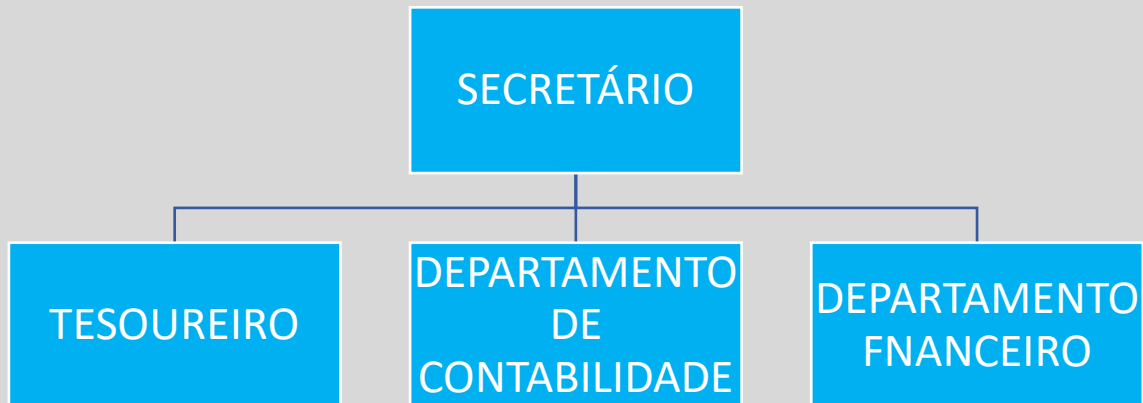 SECRETÁRIO
TESOUREIRO
DEPARTAMENTO
DE
CONTABILIDADE
DEPARTAMENTO
FNANCEIRO